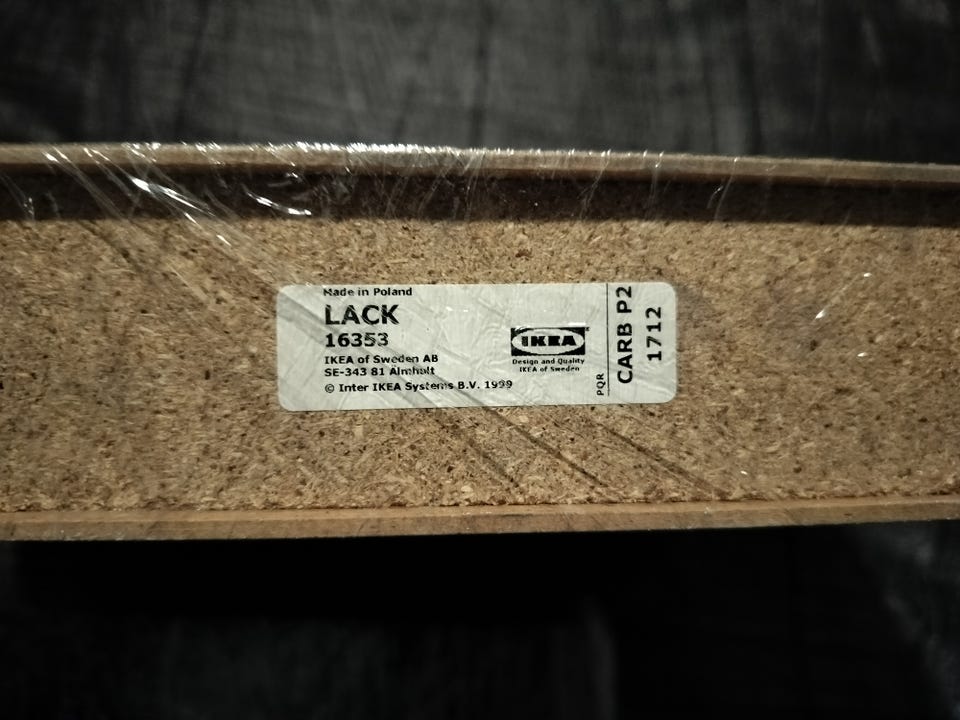 Made in Poland
LACK
16353
IKEA of Sweden AB
SE-343 81 Älmhult
© Inter IKEA Systems B.V. 1999
IKEA
Design and Quality
IKEA of Sweden
PQR
CARB P2
1712